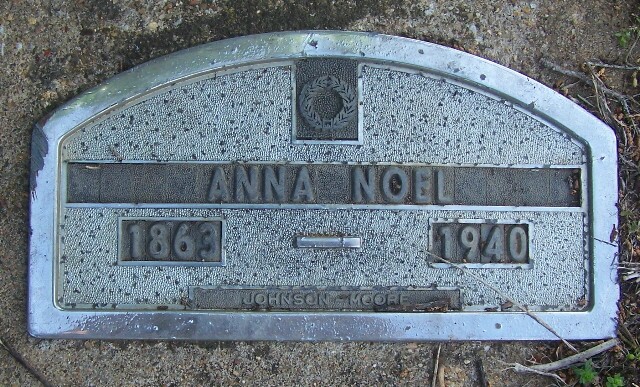 ANNA NOEL
1863 - 1940
JOHNSON - MOORE